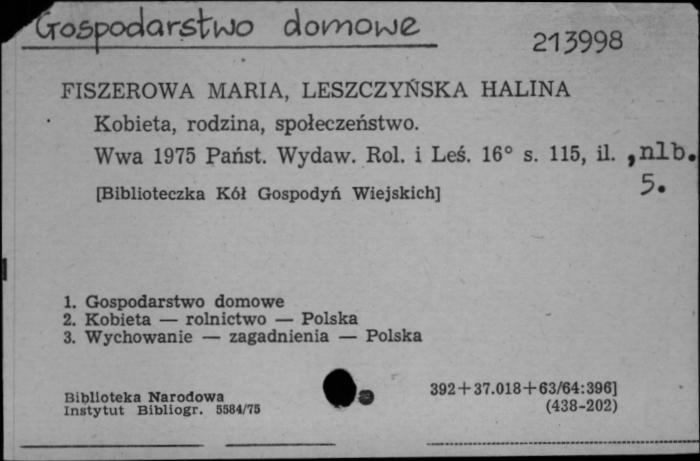 Gospodarstwo domowe
213998
FISZEROWA MARIA, LESZCZYŃSKA HALINA
Kobieta, rodzina, społeczeństwo.
Wwa 1975 Państ. Wydaw. Rol. i Leś. 16° s. 115, il. ,nlb.
5.
[Biblioteczka Kół Gospodyń Wiejskich]
1. Gospodarstwo domowe
2. Kobieta — rolnictwo — Polska
3. Wychowanie — zagadnienia — Polska
Biblioteka Narodowa
Instytut Bibliogr. 5584/75
392+37.018+63/64:396]
(438-202)